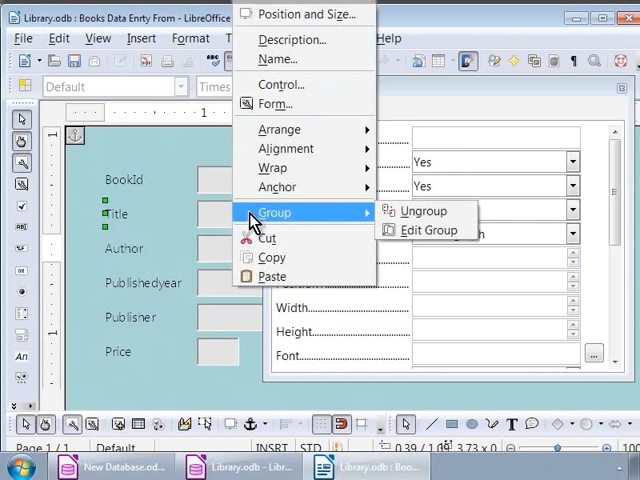 Library.odb : Books Data Enrty From - LibreOffice
Position and Size...
File Edit View Insert Format Help
Description...
Name...
Default Times
Control...
Form...
1
Arrange
Alignment Yes
Wrap
BookId
Anchor Yes
Title
Group Ungroup
Edit Group
Cut
Author
Copy
Publishedyear
Paste
Width
Publisher
Height
Price
Font
Page 1 / 1 Default INSRT STD
New Database.od... Library.odb - Libr... Library.odb : Boo...